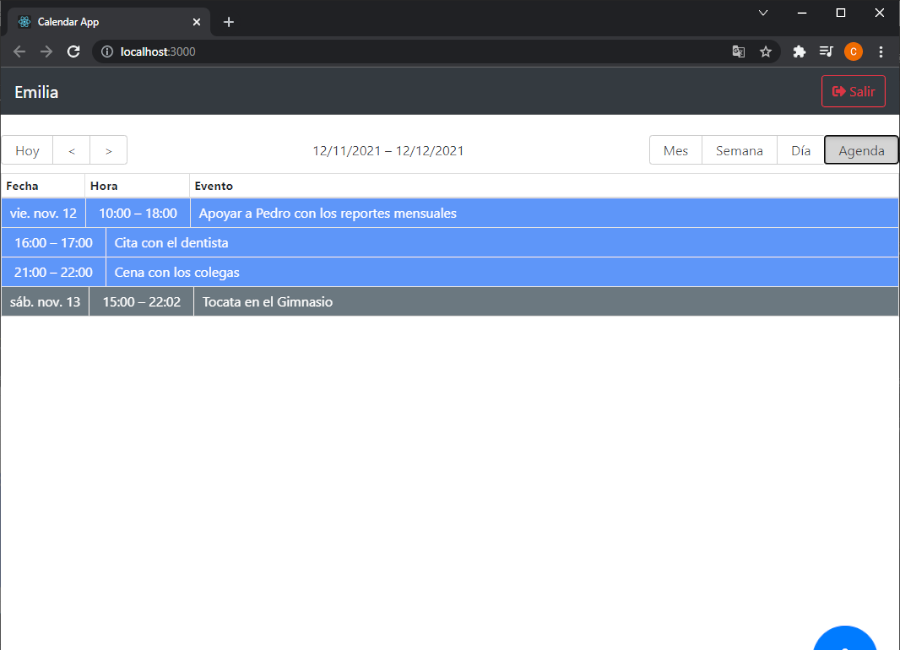 Calendar App
localhost:3000
C
Emilia
Salir
Hoy < > 12/11/2021 – 12/12/2021 Mes Semana Día Agenda
Fecha Hora Evento
vie. nov. 12 10:00 – 18:00 Apoyar a Pedro con los reportes mensuales
16:00 – 17:00 Cita con el dentista
21:00 – 22:00 Cena con los colegas
sáb. nov. 13 15:00 – 22:02 Tocata en el Gimnasio